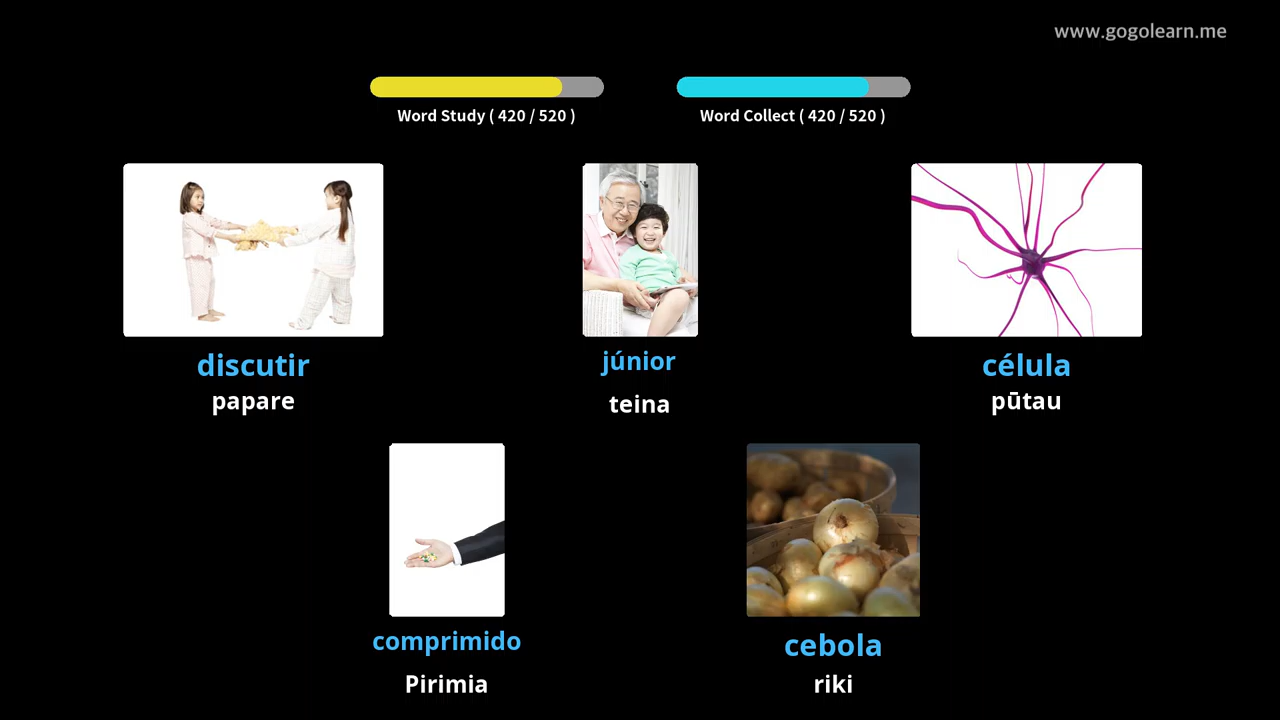 www.gogolearn.me
Word Study ( 420 / 520 )
Word Collect ( 420 / 520 )
discutir
papare
júnior
teina
célula
pūtau
comprimido
Pirimia
cebola
riki